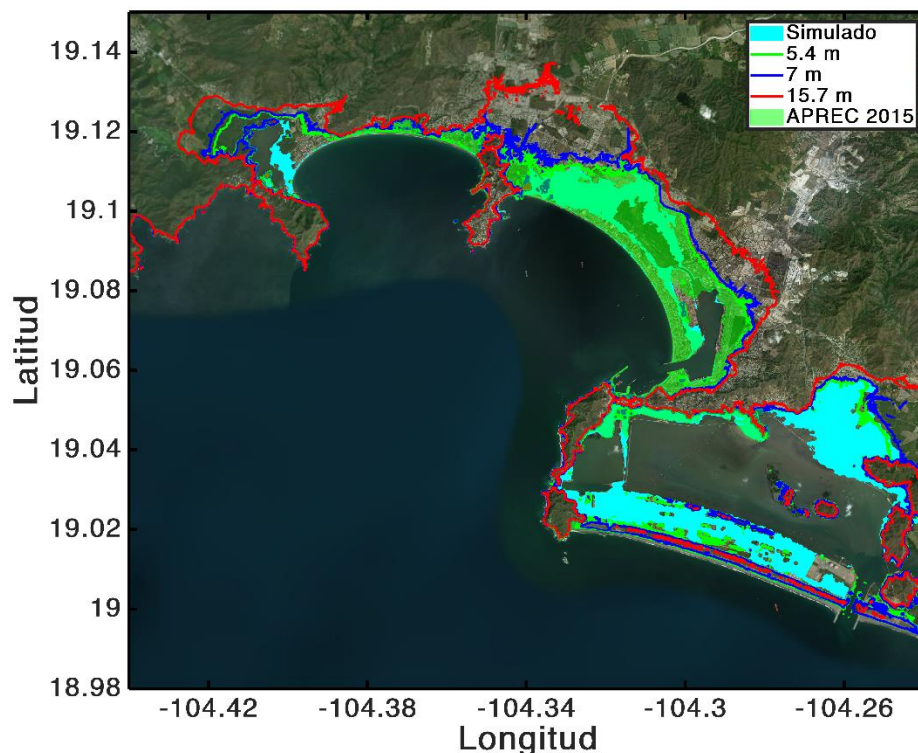 Simulado
5.4 m
7 m
15.7 m
APREC 2015
19.14
19.12
19.1
19.08
19.06
19.04
19.02
19
18.98
Latitud
-104.42
-104.38
-104.34
-104.3
-104.26
Longitud